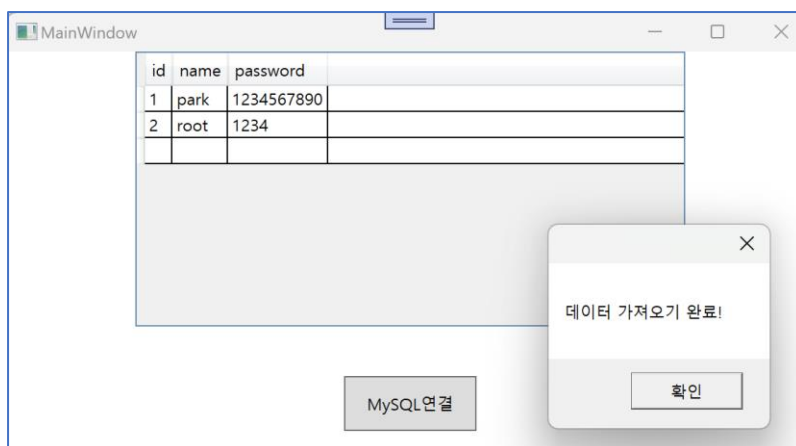 MainWindow
id name password
1 park 1234567890
2 root 1234
데이터 가져오기 완료!
확인
MySQL연결